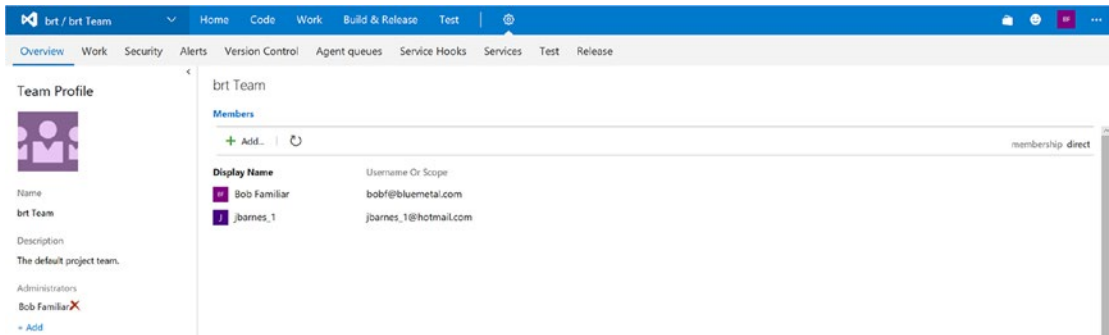 brt / brt Team Home Code Work Build & Release Test BF ...
Overview Work Security Alerts Version Control Agent queues Service Hooks Services Test Release
Team Profile
Name
brt Team
Description
The default project team.
Administrators
Bob Familiar
+ Add
brt Team
Members
+ Add...
membership direct
Display Name Username Or Scope
BF Bob Familiar bobf@bluemetal.com
J jbarnes_1 jbarnes_1@hotmail.com